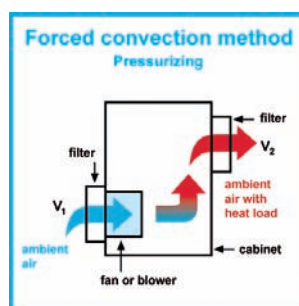 Forced convection method
Pressurizing
filter
V2
filter
V1
ambient
air with
heat load
ambient
air
cabinet
fan or blower